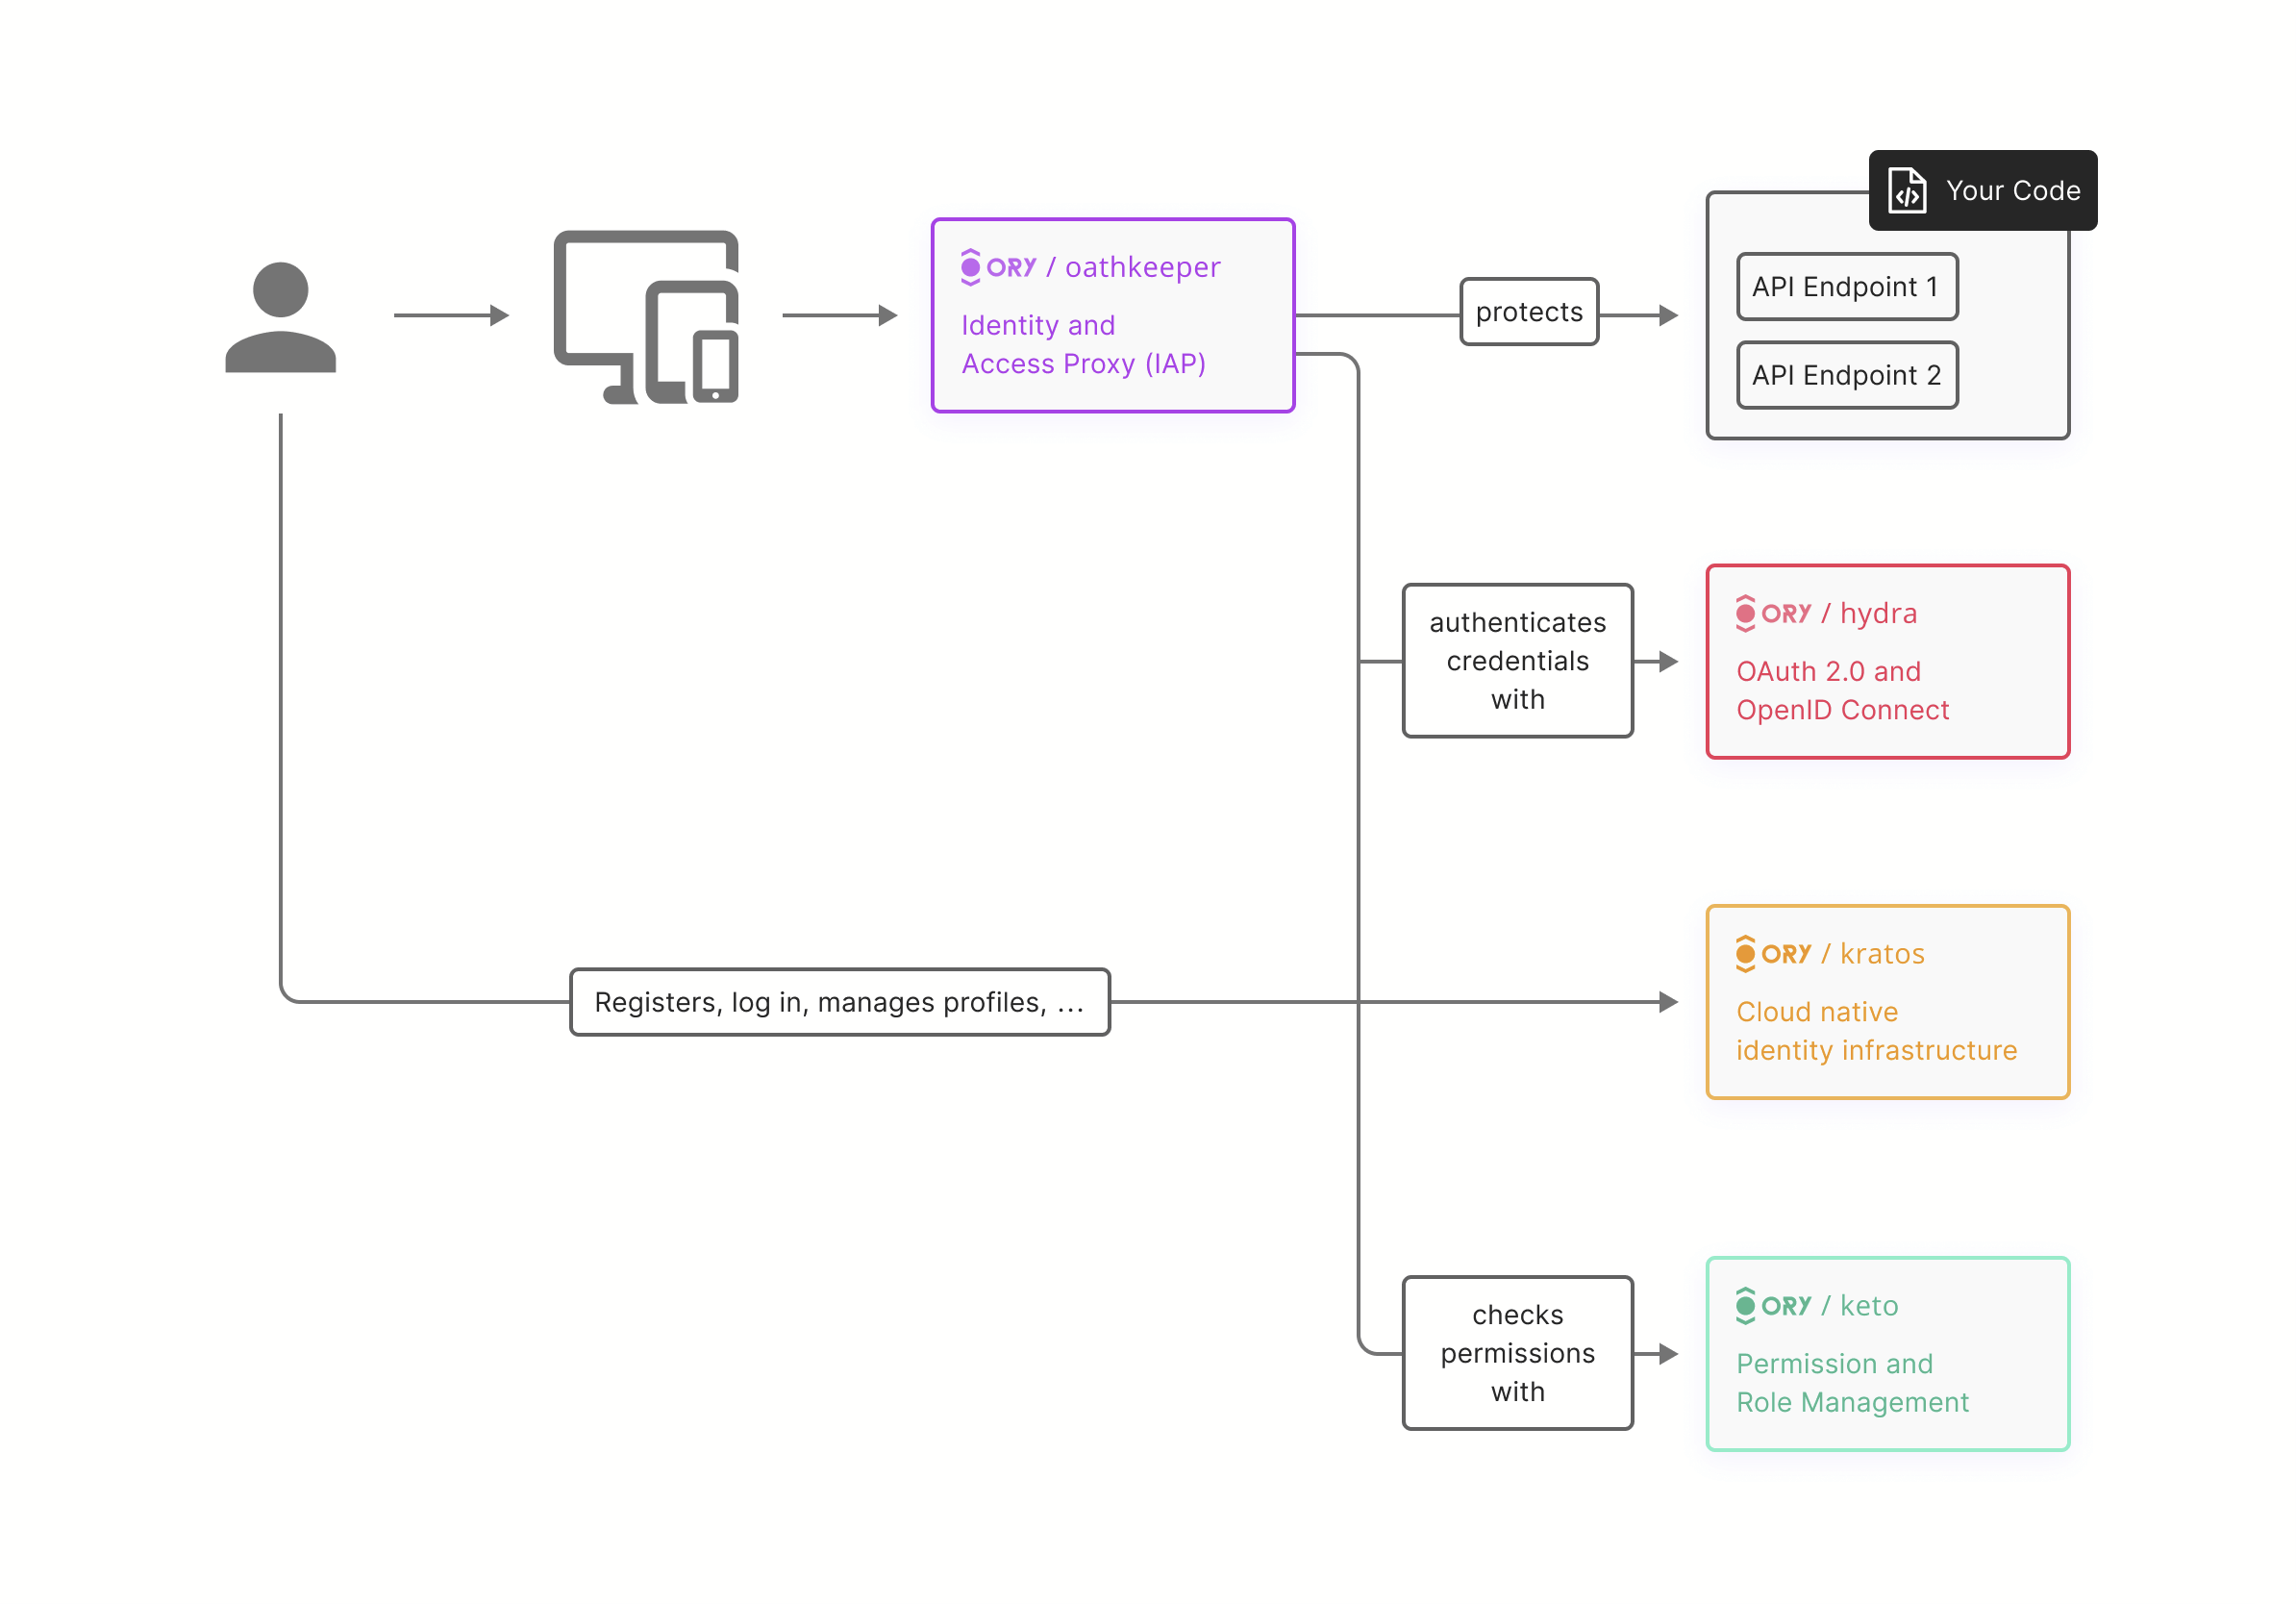 Your Code
ORY / oathkeeper
Identity and
Access Proxy (IAP)
protects
API Endpoint 1
API Endpoint 2
authenticates
credentials
with
ORY / hydra
OAuth 2.0 and
OpenID Connect
Registers, log in, manages profiles, ...
ORY / kratos
Cloud native
identity infrastructure
checks
permissions
with
ORY / keto
Permission and
Role Management